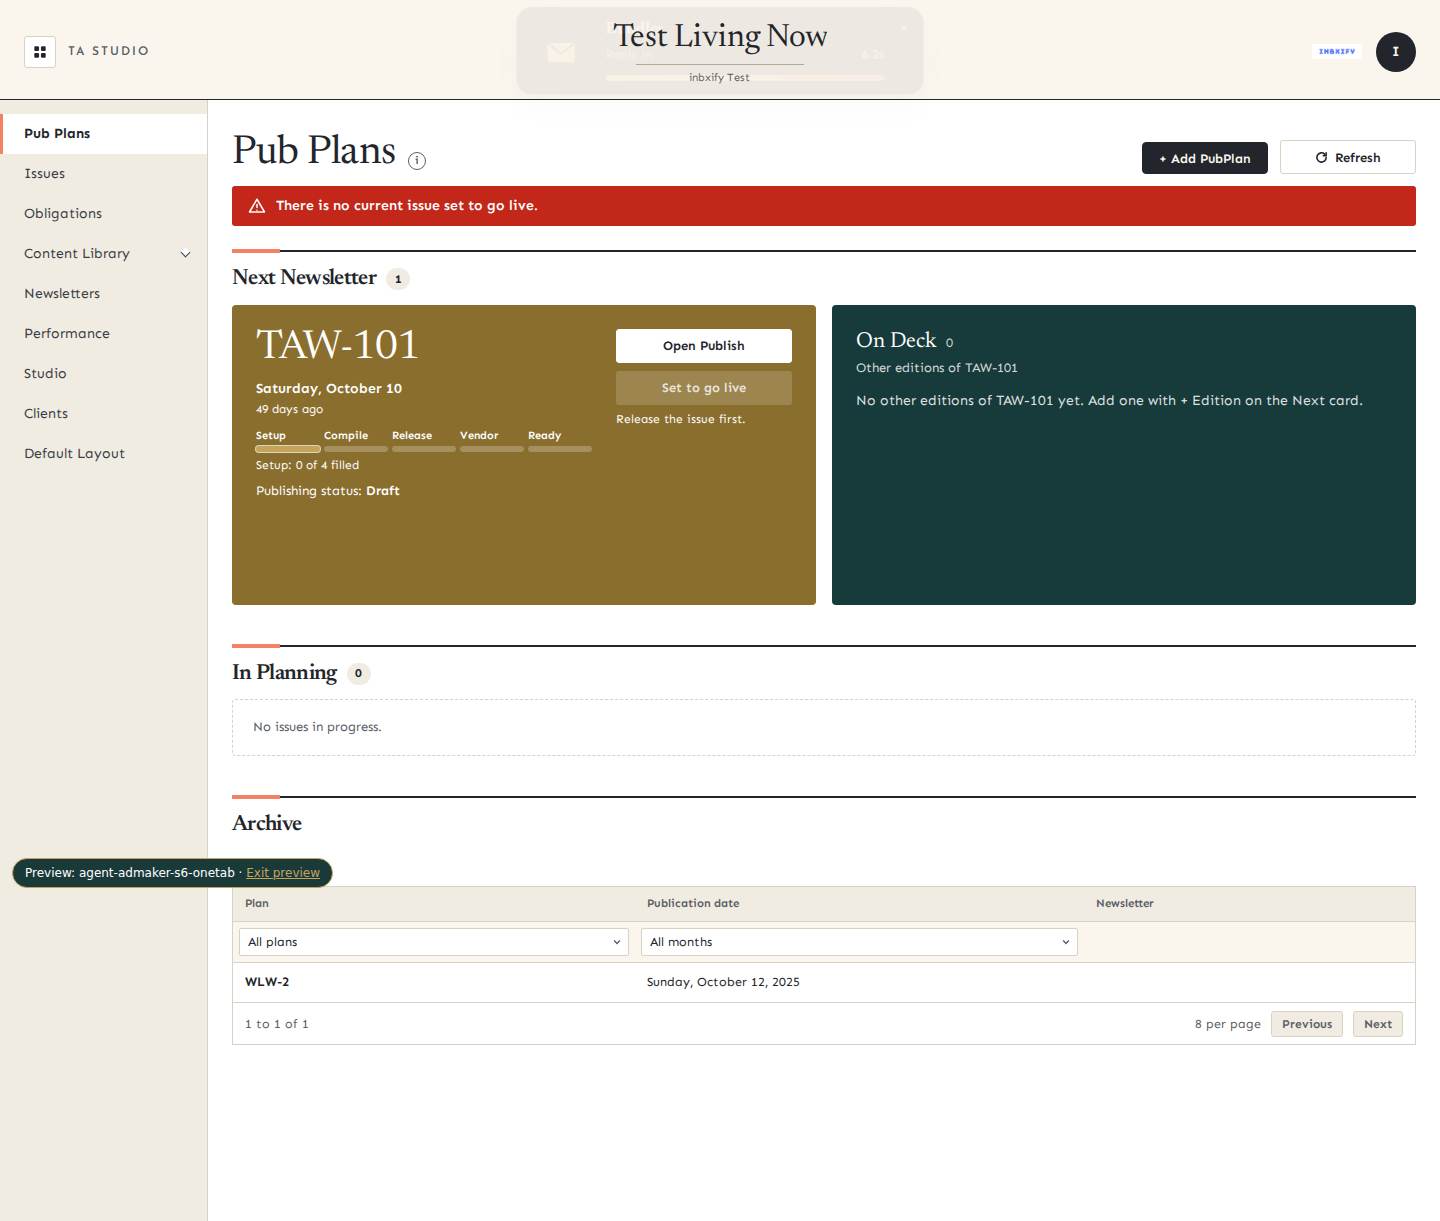 TA STUDIO
Test Living Now
inbxify Test
INBXIFY
I
Pub Plans
Issues
Obligations
Content Library
Newsletters
Performance
Studio
Clients
Default Layout
Pub Plans
i
+ Add PubPlan
Refresh
There is no current issue set to go live.
Next Newsletter 1
TAW-101
Saturday, October 10
49 days ago
Setup Compile Release Vendor Ready
Setup: 0 of 4 filled
Publishing status: Draft
Open Publish
Set to go live
Release the issue first.
On Deck 0
Other editions of TAW-101
No other editions of TAW-101 yet. Add one with + Edition on the Next card.
In Planning 0
No issues in progress.
Archive
Preview: agent-admaker-s6-onetab · Exit preview
Plan Publication date Newsletter
All plans All months
WLW-2 Sunday, October 12, 2025
1 to 1 of 1 8 per page Previous Next